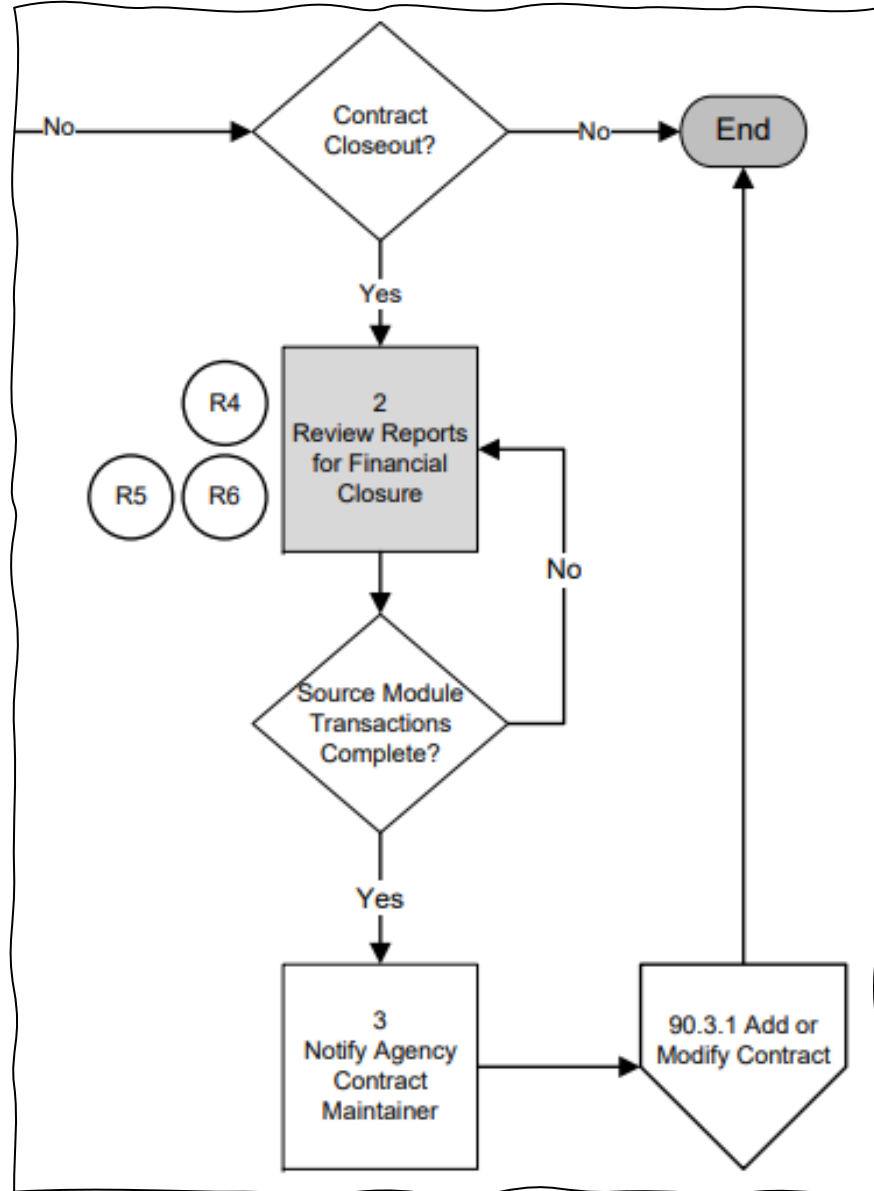 No
Contract
Closeout?
No
End
Yes
R4
R5
R6
2
Review Reports
for Financial
Closure
No
Source Module
Transactions
Complete?
Yes
3
Notify Agency
Contract
Maintainer
90.3.1 Add or
Modify Contract